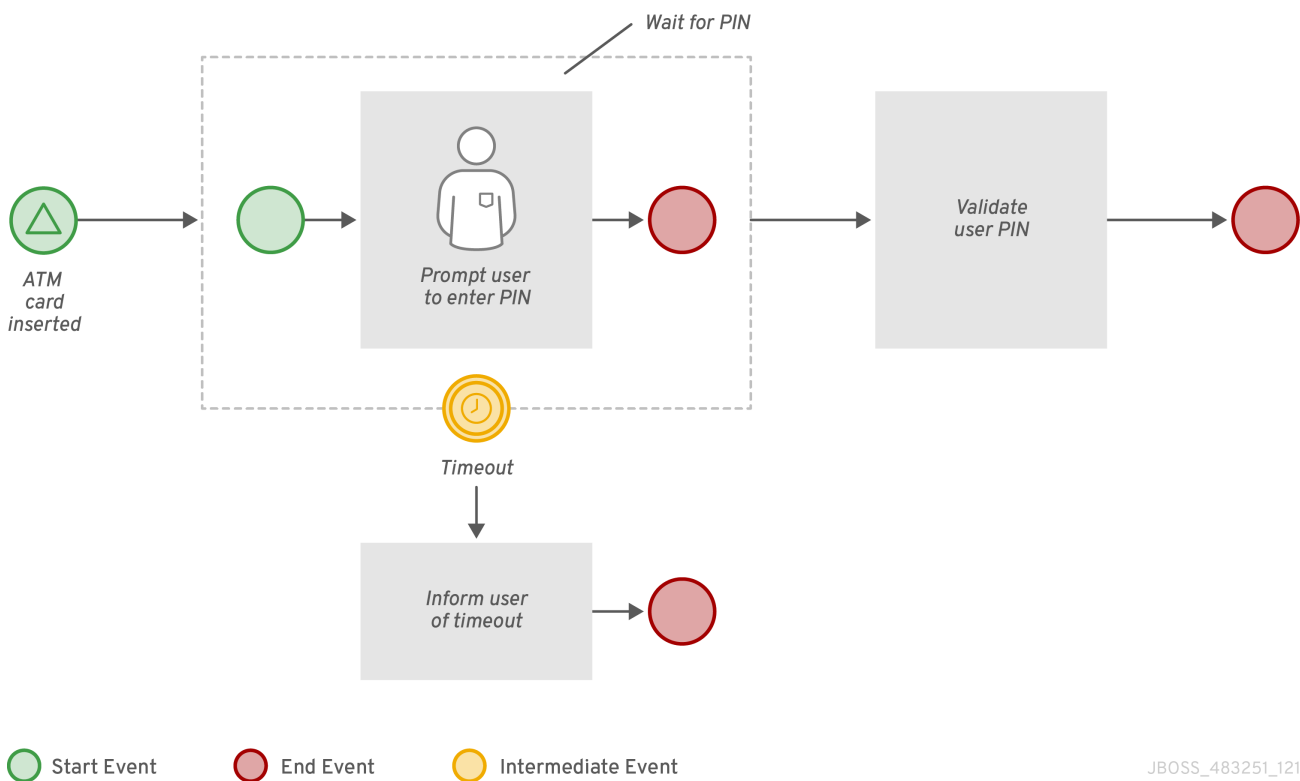 Wait for PIN
ATM
card
inserted
Prompt user
to enter PIN
Validate
user PIN
Timeout
Inform user
of timeout
Start Event
End Event
Intermediate Event
JBOSS_483251_121